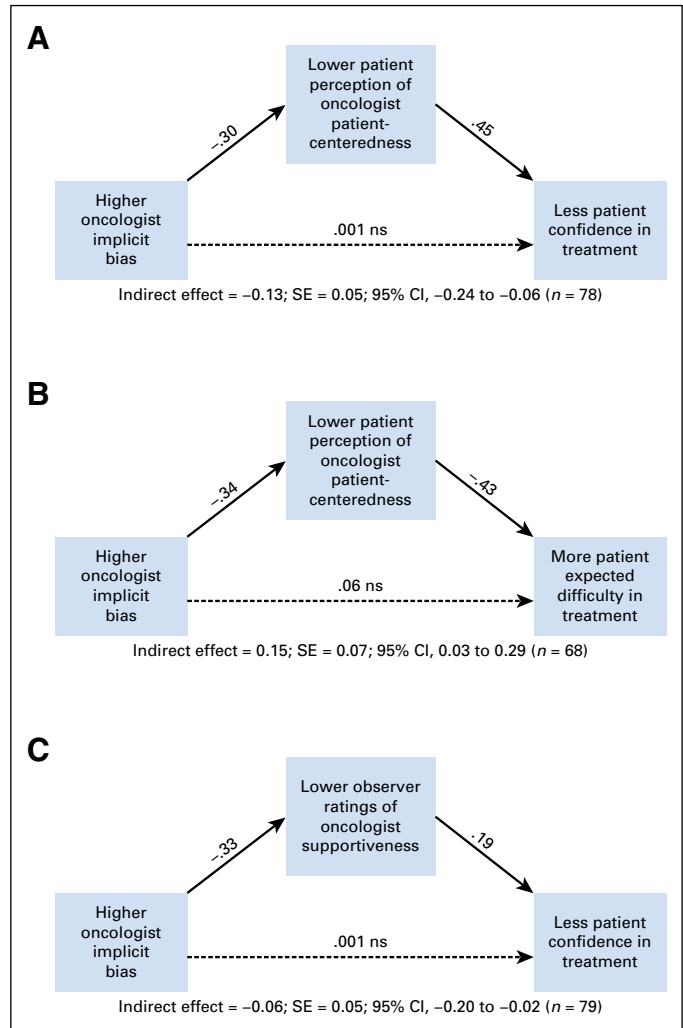 A
Lower patient
perception of
oncologist
patient-
centeredness
–.30
.45
Higher
oncologist
implicit
bias
.001 ns
Less patient
confidence in
treatment
Indirect effect = –0.13; SE = 0.05; 95% CI, –0.24 to –0.06 (n = 78)
B
Lower patient
perception of
oncologist
patient-
centeredness
–.34
–.43
Higher
oncologist
implicit
bias
.06 ns
More patient
expected
difficulty in
treatment
Indirect effect = 0.15; SE = 0.07; 95% CI, 0.03 to 0.29 (n = 68)
C
Lower observer
ratings of
oncologist
supportiveness
–.33
.19
Higher
oncologist
implicit
bias
.001 ns
Less patient
confidence in
treatment
Indirect effect = –0.06; SE = 0.05; 95% CI, –0.20 to –0.02 (n = 79)